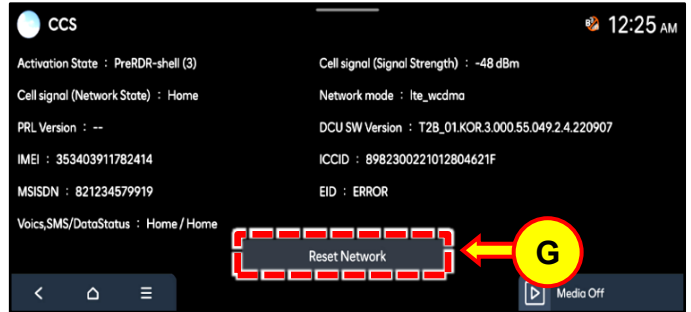 CCS
12:25 AM
Activation State : PreRDR-shell (3)
Cell signal (Signal Strength) : -48 dBm
Cell signal (Network State) : Home
Network mode : lte_wcdma
PRL Version : --
DCU SW Version : T2B_01.KOR.3.000.55.049.2.4.220907
IMEI : 353403911782414
ICCID : 8982300221012804621F
MSISDN : 821234579919
EID : ERROR
Voics,SMS/DataStatus : Home / Home
Reset Network
G
Media Off